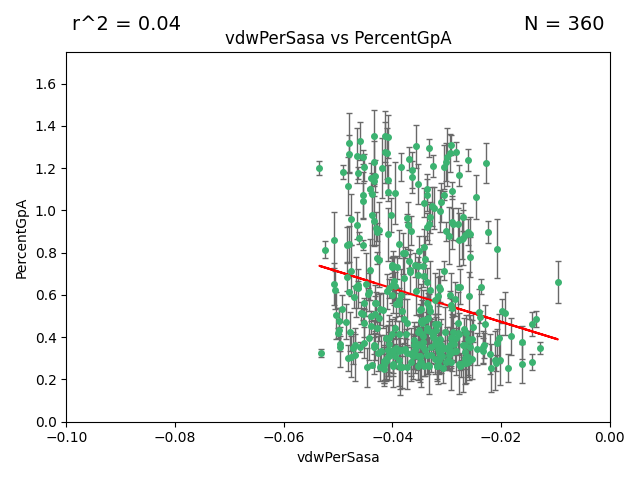 r^2 = 0.04 N = 360
vdwPerSasa vs PercentGpA
1.6
1.4
1.2
1.0
0.8
0.6
0.4
0.2
0.0
PercentGpA
−0.10 −0.08 −0.06 −0.04 −0.02 0.00
vdwPerSasa